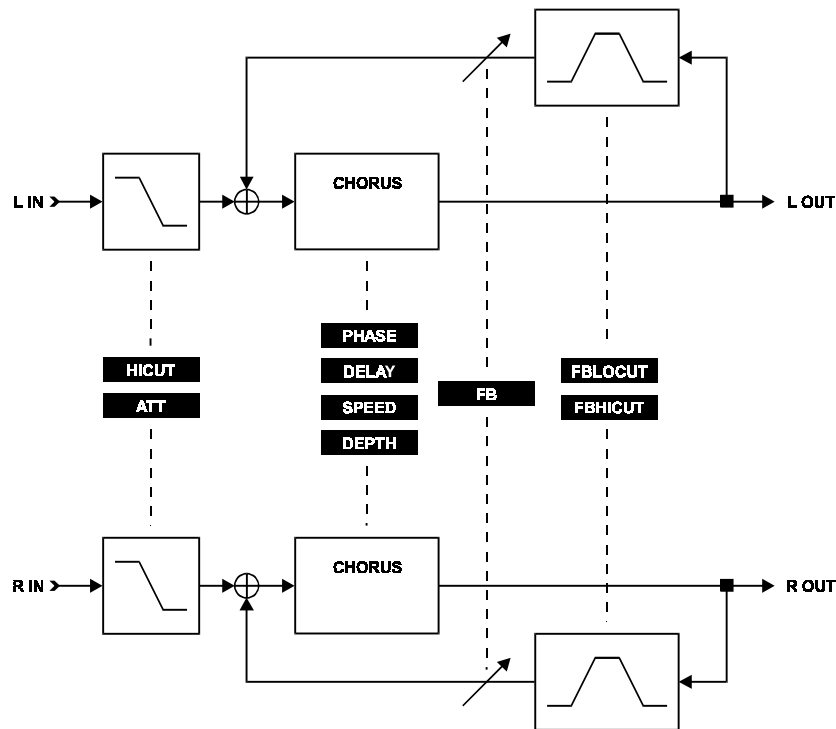 CHORUS
L IN
L OUT
PHASE
HICUT
DELAY
FBLOCUT
ATT
SPEED
FB
FBHICUT
DEPTH
CHORUS
R IN
R OUT